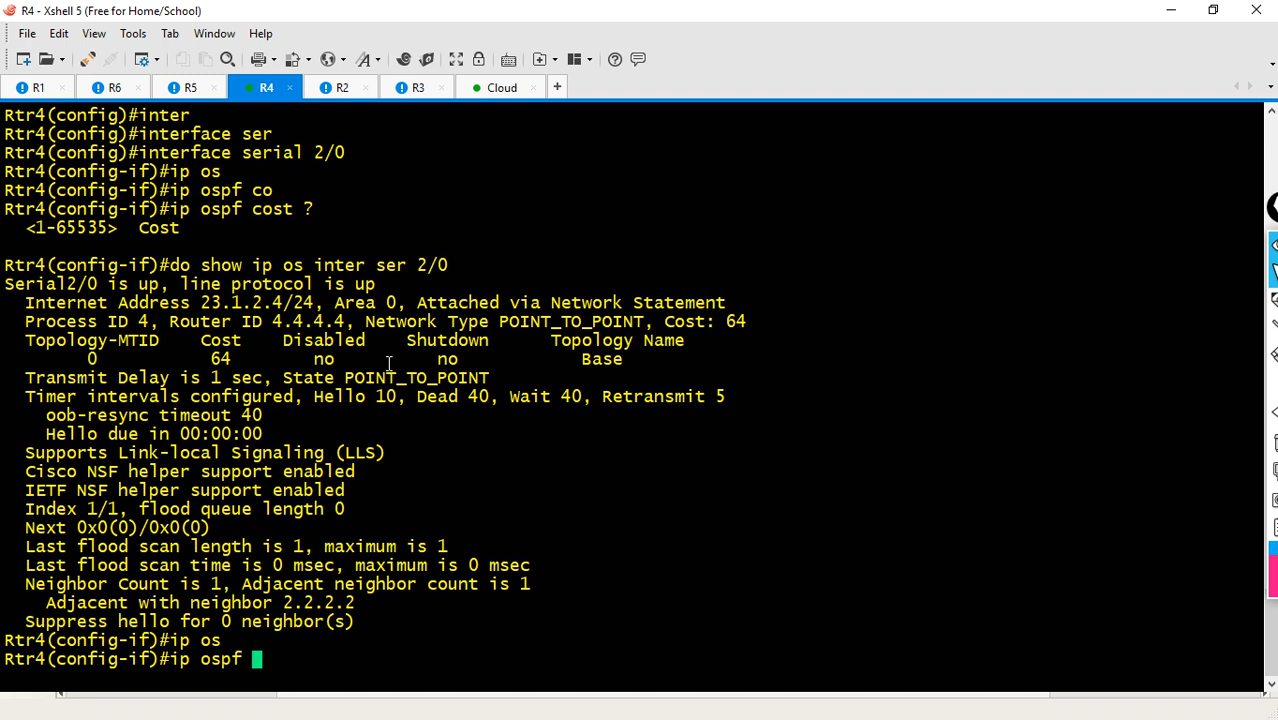 R4 - Xshell 5 (Free for Home/School)
File Edit View Tools Tab Window Help
R1 R6 R5 R4 R2 R3 Cloud
Rtr4(config)#inter
Rtr4(config)#interface ser
Rtr4(config)#interface serial 2/0
Rtr4(config-if)#ip os
Rtr4(config-if)#ip ospf co
Rtr4(config-if)#ip ospf cost ?
<1-65535> Cost
Rtr4(config-if)#do show ip os inter ser 2/0
Serial2/0 is up, line protocol is up
Internet Address 23.1.2.4/24, Area 0, Attached via Network Statement
Process ID 4, Router ID 4.4.4.4, Network Type POINT_TO_POINT, Cost: 64
Topology-MTID Cost Disabled Shutdown Topology Name
0 64 no no Base
Transmit Delay is 1 sec, State POINT_TO_POINT
Timer intervals configured, Hello 10, Dead 40, Wait 40, Retransmit 5
oob-resync timeout 40
Hello due in 00:00:00
Supports Link-local Signaling (LLS)
Cisco NSF helper support enabled
IETF NSF helper support enabled
Index 1/1, flood queue length 0
Next 0x0(0)/0x0(0)
Last flood scan length is 1, maximum is 1
Last flood scan time is 0 msec, maximum is 0 msec
Neighbor Count is 1, Adjacent neighbor count is 1
Adjacent with neighbor 2.2.2.2
Suppress hello for 0 neighbor(s)
Rtr4(config-if)#ip os
Rtr4(config-if)#ip ospf